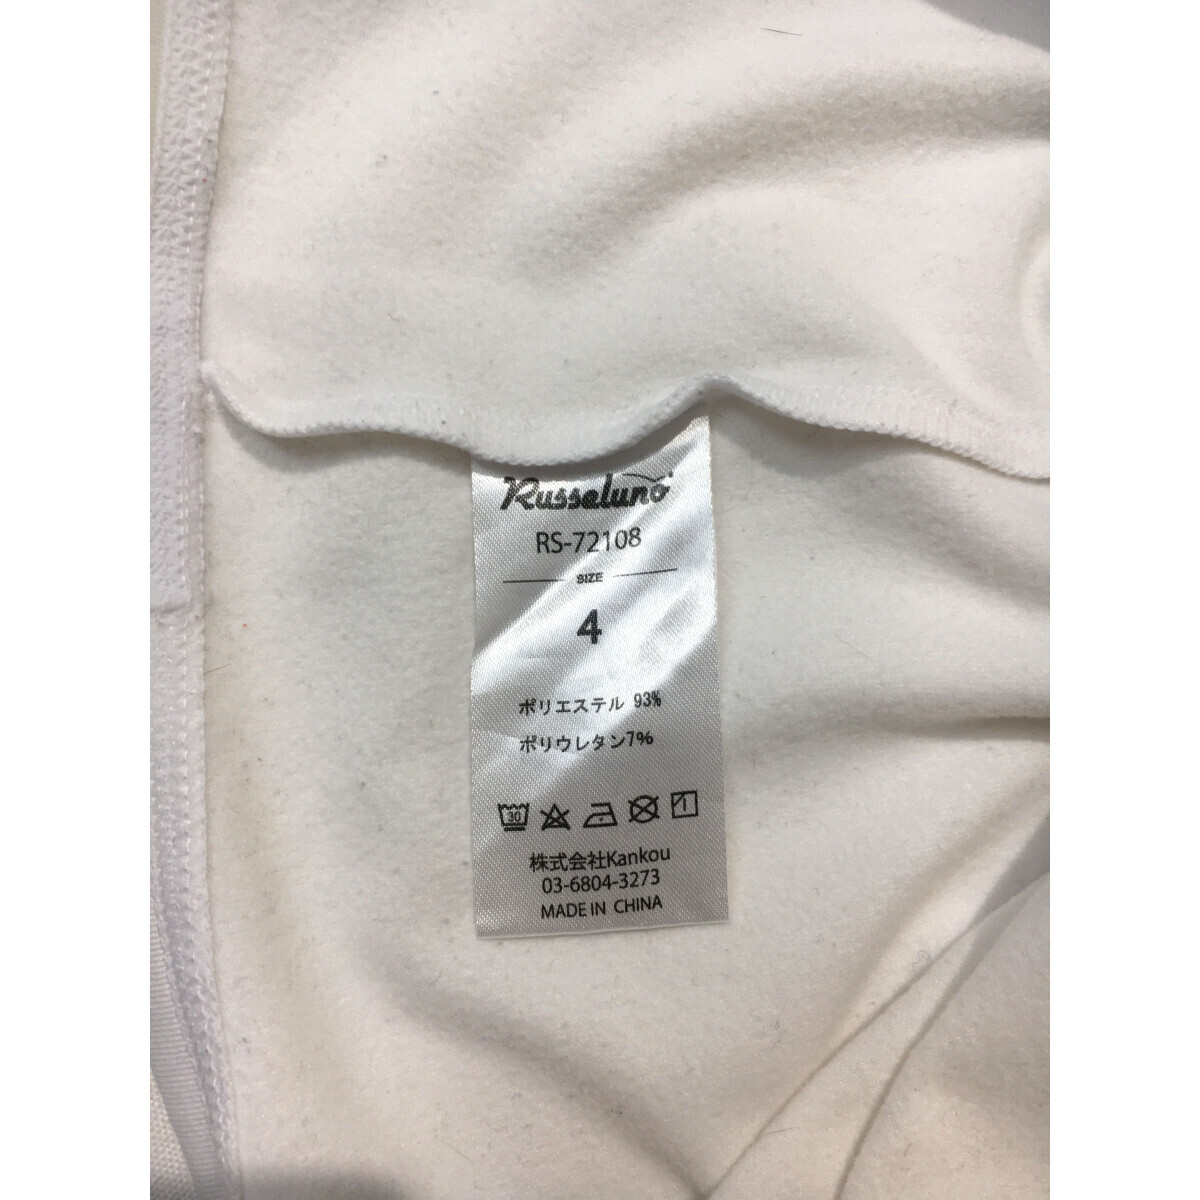 Russeluno
RS-72108
SIZE
4
ポリエステル 93%
ポリウレタン7%
30
株式会社Kankou
03-6804-3273
MADE IN CHINA